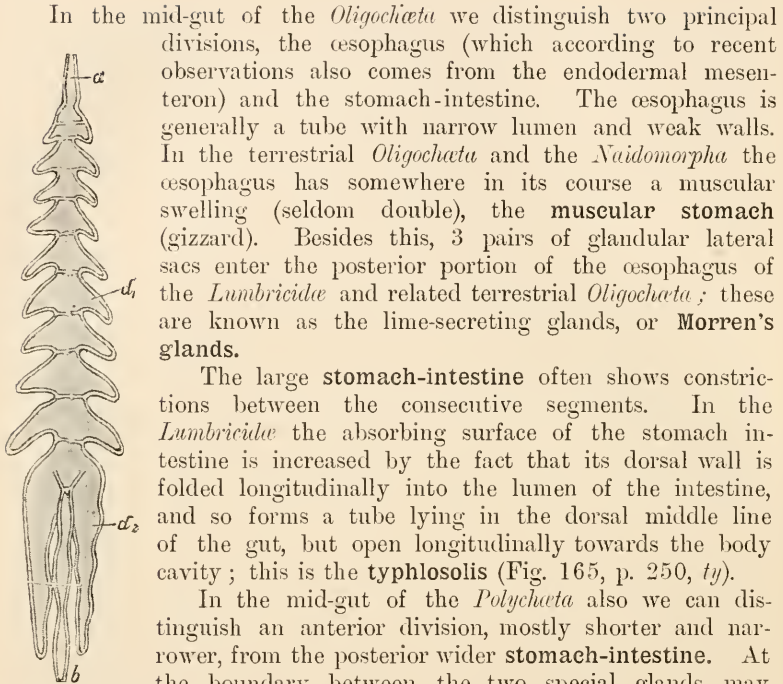 In the mid-gut of the Oligochæta we distinguish two principal
divisions, the œsophagus (which according to recent
observations also comes from the endodermal mesen-
teron) and the stomach-intestine. The œsophagus is
generally a tube with narrow lumen and weak walls.
In the terrestrial Oligochæta and the Naidomorpha the
œsophagus has somewhere in its course a muscular
swelling (seldom double), the muscular stomach
(gizzard). Besides this, 3 pairs of glandular lateral
sacs enter the posterior portion of the œsophagus of
the Lumbricidæ and related terrestrial Oligochæta; these
are known as the lime-secreting glands, or Morren's
glands.
The large stomach-intestine often shows constric-
tions between the consecutive segments. In the
Lumbricidæ the absorbing surface of the stomach in-
testine is increased by the fact that its dorsal wall is
folded longitudinally into the lumen of the intestine,
and so forms a tube lying in the dorsal middle line
of the gut, but open longitudinally towards the body
cavity; this is the typhlosolis (Fig. 165, p. 250, ty).
In the mid-gut of the Polychæta also we can dis-
tinguish an anterior division, mostly shorter and nar-
rower, from the posterior wider stomach-intestine. At
the boundary between the two special glands may
a
d₁
d₂
b